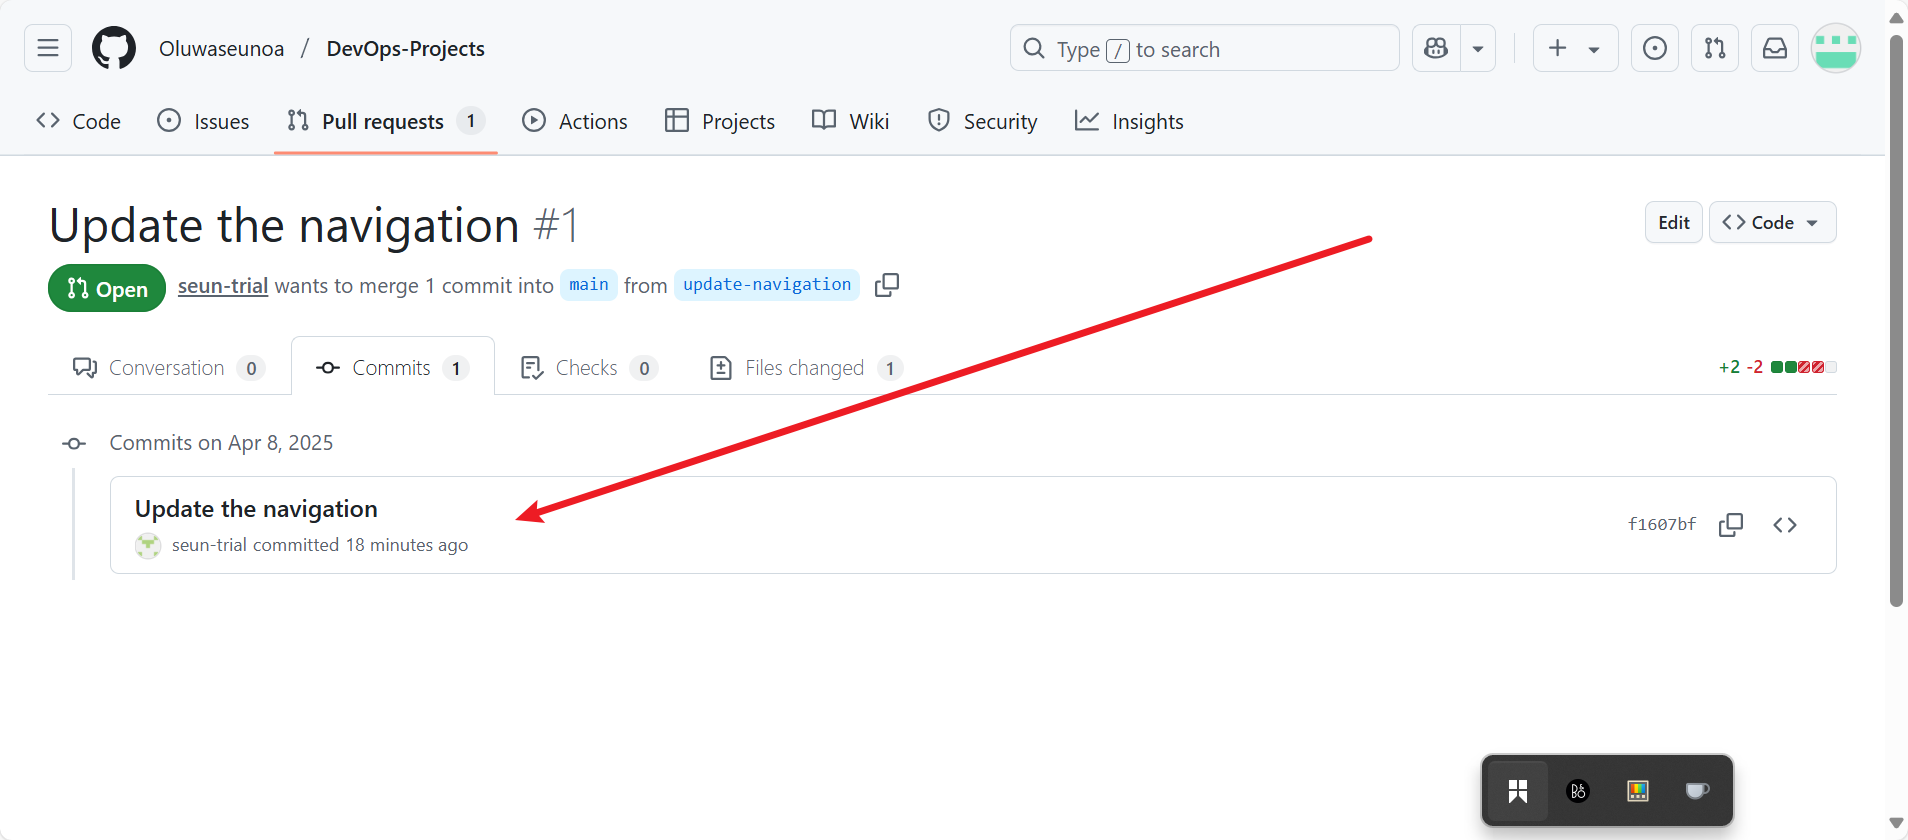 Oluwaseunoa / DevOps-Projects
Type / to search
Code
Issues
Pull requests 1
Actions
Projects
Wiki
Security
Insights
Update the navigation #1
Edit
Code
Open
seun-trial wants to merge 1 commit into main from update-navigation
Conversation 0
Commits 1
Checks 0
Files changed 1
+2 -2
Commits on Apr 8, 2025
Update the navigation
seun-trial committed 18 minutes ago
f1607bf